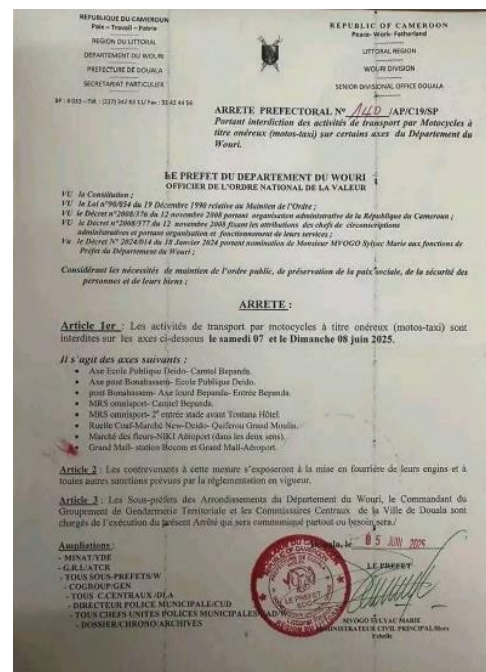 REPUBLIQUE DU CAMEROUN
Paix – Travail – Patrie
REGION DU LITTORAL
DEPARTEMENT DU WOURI
PREFECTURE DE DOUALA
SECRETARIAT PARTICULIER
REPUBLIC OF CAMEROON
Peace- Work- Fatherland
LITTORAL REGION
WOURI DIVISION
SENIOR DIVISIONAL OFFICE DOUALA
ARRETE PREFECTORAL N° 140 /AP/C19/SP
Portant interdiction des activités de transport par Motocycles à
titre onéreux (motos-taxi) sur certains axes du Département du
Wouri.
LE PREFET DU DEPARTEMENT DU WOURI
OFFICIER DE L'ORDRE NATIONAL DE LA VALEUR
VU la Constitution ;
VU la Loi n°90/054 du 19 Décembre 1990 relative au Maintien de l'Ordre ;
VU le Décret n°2008/376 du 12 novembre 2008 portant organisation administrative de la République du Cameroun ;
VU le Décret n°2008/377 du 12 novembre 2008 fixant les attributions des chefs de circonscriptions
administratives et portant organisation et fonctionnement de leurs services ;
Vu le Décret N° 2024/014 du 18 Janvier 2024 portant nomination de Monsieur MVOGO Sylyac Marie aux fonctions de
Préfet du Département du Wouri ;
Considérant les nécessités de maintien de l'ordre public, de préservation de la paix sociale, de la sécurité des
personnes et de leurs biens ;
ARRETE :
Article 1er : Les activités de transport par motocycles à titre onéreux (motos-taxi) sont
interdites sur les axes ci-dessous le samedi 07 et le Dimanche 08 juin 2025.
Il s'agit des axes suivants :
• Axe Ecole Publique Deido- Camtel Bepanda.
• Axe pont Bonabassem- Ecole Publique Deido.
• pont Bonabassem- Axe lourd Bepanda- Entrée Bepanda.
• MRS omnisport- Camtel Bepanda.
• MRS omnisport- 2e entrée stade avant Tontana Hôtel.
• Ruelle Coaf-Marché New-Deido- Quiferou Grand Moulin.
• Marché des fleurs-NIKI Aéroport (dans les deux sens).
• Grand Mall- station Bocom et Grand Mall-Aéroport.
Article 2 : Les contrevenants à cette mesure s'exposeront à la mise en fourrière de leurs engins et à
toutes autres sanctions prévues par la réglementation en vigueur.
Article 3 : Les Sous-préfets des Arrondissements du Département du Wouri, le Commandant du
Groupement de Gendarmerie Territoriale et les Commissaires Centraux de la Ville de Douala sont
chargés de l'exécution du présent Arrêté qui sera communiqué partout ou besoin sera./
Douala, le 05 JUIN 2025
Ampliations :
- MINAT/YDE
- G.R.L/ATCR
- TOUS SOUS-PREFETS/W
- COGROUP/GEN
- TOUS C.CENTRAUX /DLA
- DIRECTEUR POLICE MUNICIPALE/CUD
- TOUS CHEFS UNITES POLICES MUNICIPALES
- DOSSIER/CHRONO/ARCHIVES
LE PREFET
LE PREFET
MVOGO SYLYAC MARIE
ADMINISTRATEUR CIVIL PRINCIPAL Hors
Echelle